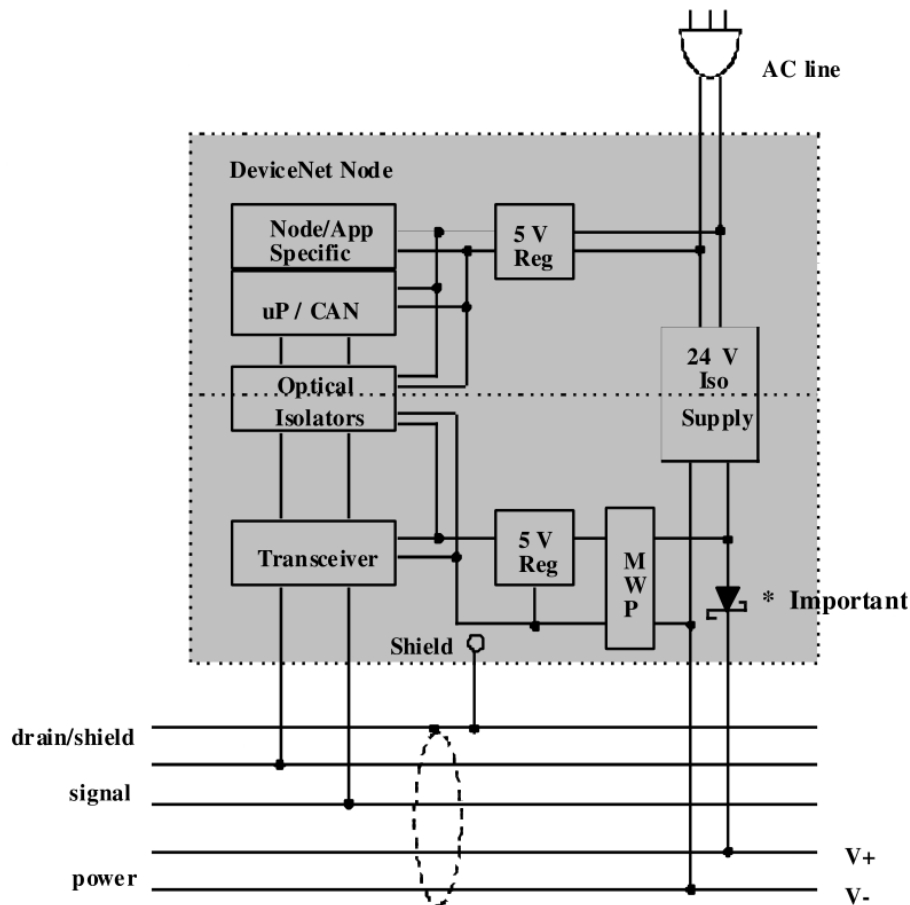 AC line
DeviceNet Node
Node/App
Specific
5 V
Reg
uP / CAN
24 V
Iso
Supply
Optical
Isolators
Transceiver
5 V
Reg
M
W
P
* Important
Shield
drain/shield
signal
power
V+
V-